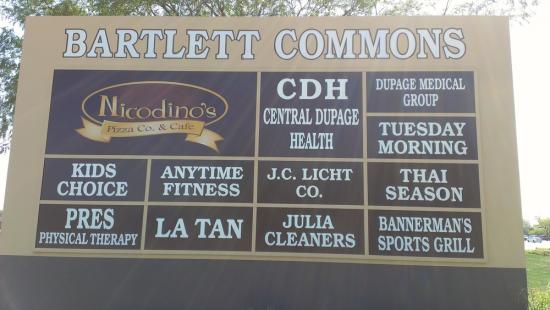 BARTLETT COMMONS
Nicodino's
Pizza Co. & Cafe
CDH
CENTRAL DUPAGE
HEALTH
DUPAGE MEDICAL
GROUP
TUESDAY
MORNING
KIDS
CHOICE
ANYTIME
FITNESS
J.C. LICHT
CO.
THAI
SEASON
PRES
PHYSICAL THERAPY
LA TAN
JULIA
CLEANERS
BANNERMAN'S
SPORTS GRILL